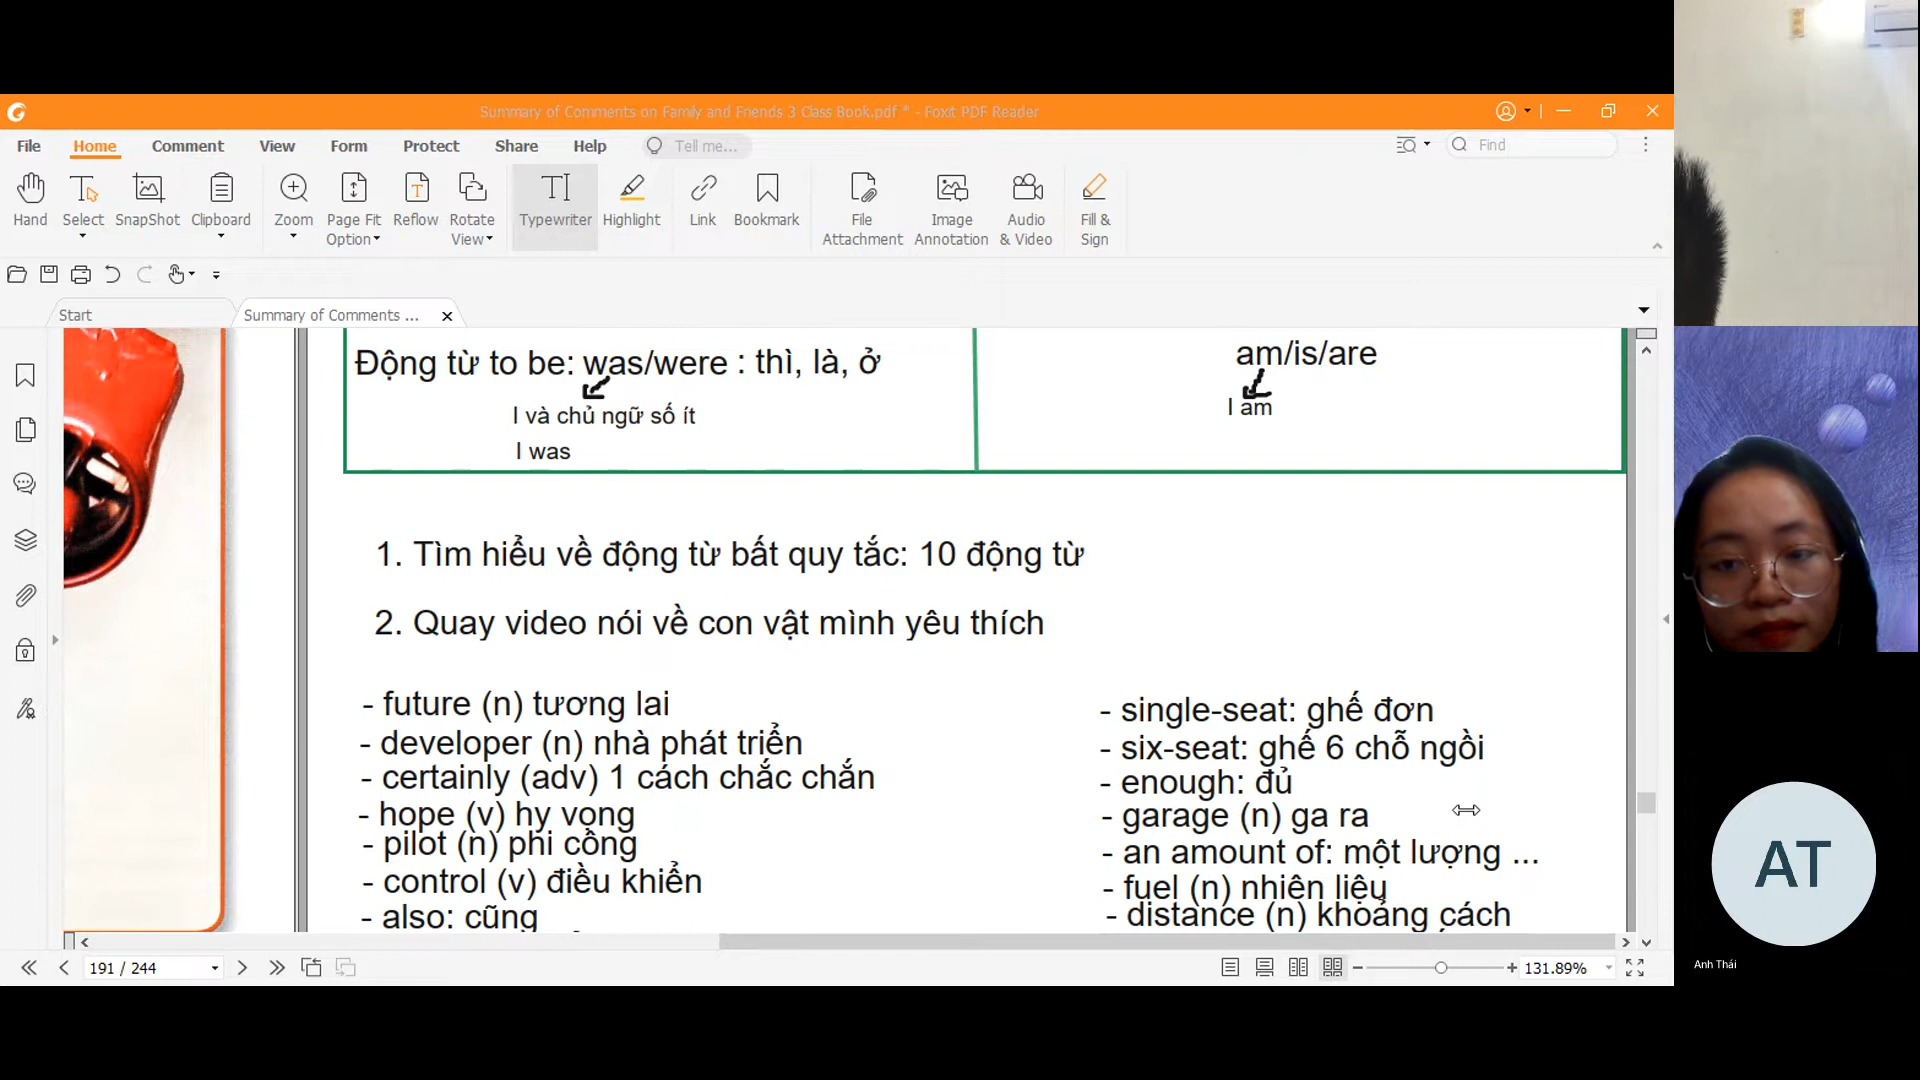 Summary of Comments on Family and Friends 3 Class Book.pdf * - Foxit PDF Reader
File Home Comment View Form Protect Share Help Tell me... Find
Hand Select SnapShot Clipboard Zoom Page Fit Option Reflow Rotate View Typewriter Highlight Link Bookmark File Attachment Image Annotation Audio & Video Fill & Sign
Start Summary of Comments ...
Động từ to be: was/were : thì, là, ở
I và chủ ngữ số ít
I was
am/is/are
I am
1. Tìm hiểu về động từ bất quy tắc: 10 động từ
2. Quay video nói về con vật mình yêu thích
- future (n) tương lai
- developer (n) nhà phát triển
- certainly (adv) 1 cách chắc chắn
- hope (v) hy vọng
- pilot (n) phi công
- control (v) điều khiển
- also: cũng
- single-seat: ghế đơn
- six-seat: ghế 6 chỗ ngồi
- enough: đủ
- garage (n) ga ra
- an amount of: một lượng ...
- fuel (n) nhiên liệu
- distance (n) khoảng cách
191 / 244
131.89%
AT
Anh Thái